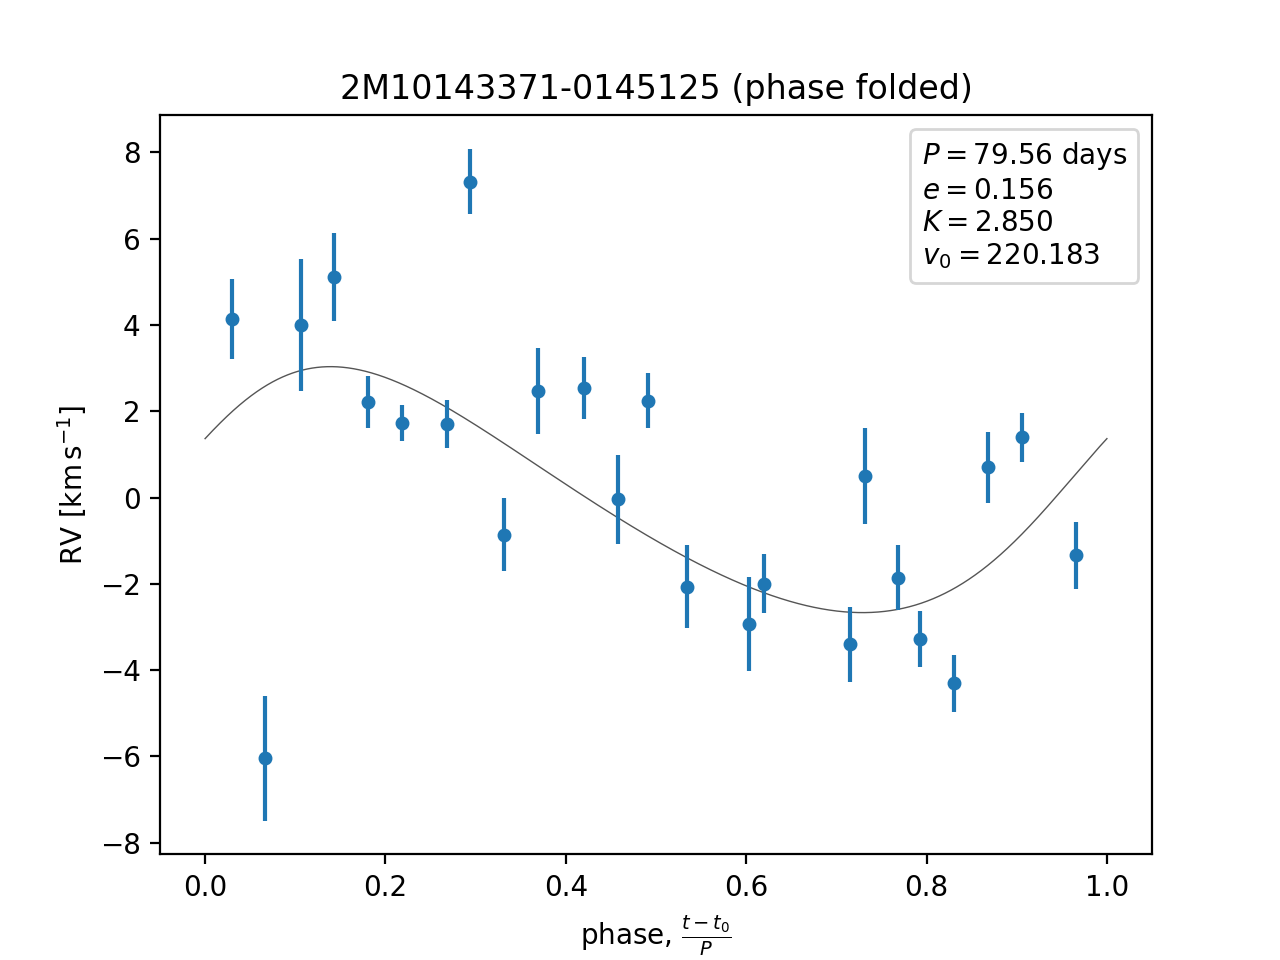 2M10143371-0145125 (phase folded)
P = 79.56 days
e = 0.156
K = 2.850
v₀ = 220.183
8
6
4
2
0
−2
−4
−6
−8
RV [km s⁻¹]
0.0 0.2 0.4 0.6 0.8 1.0
phase, (t − t₀)/P